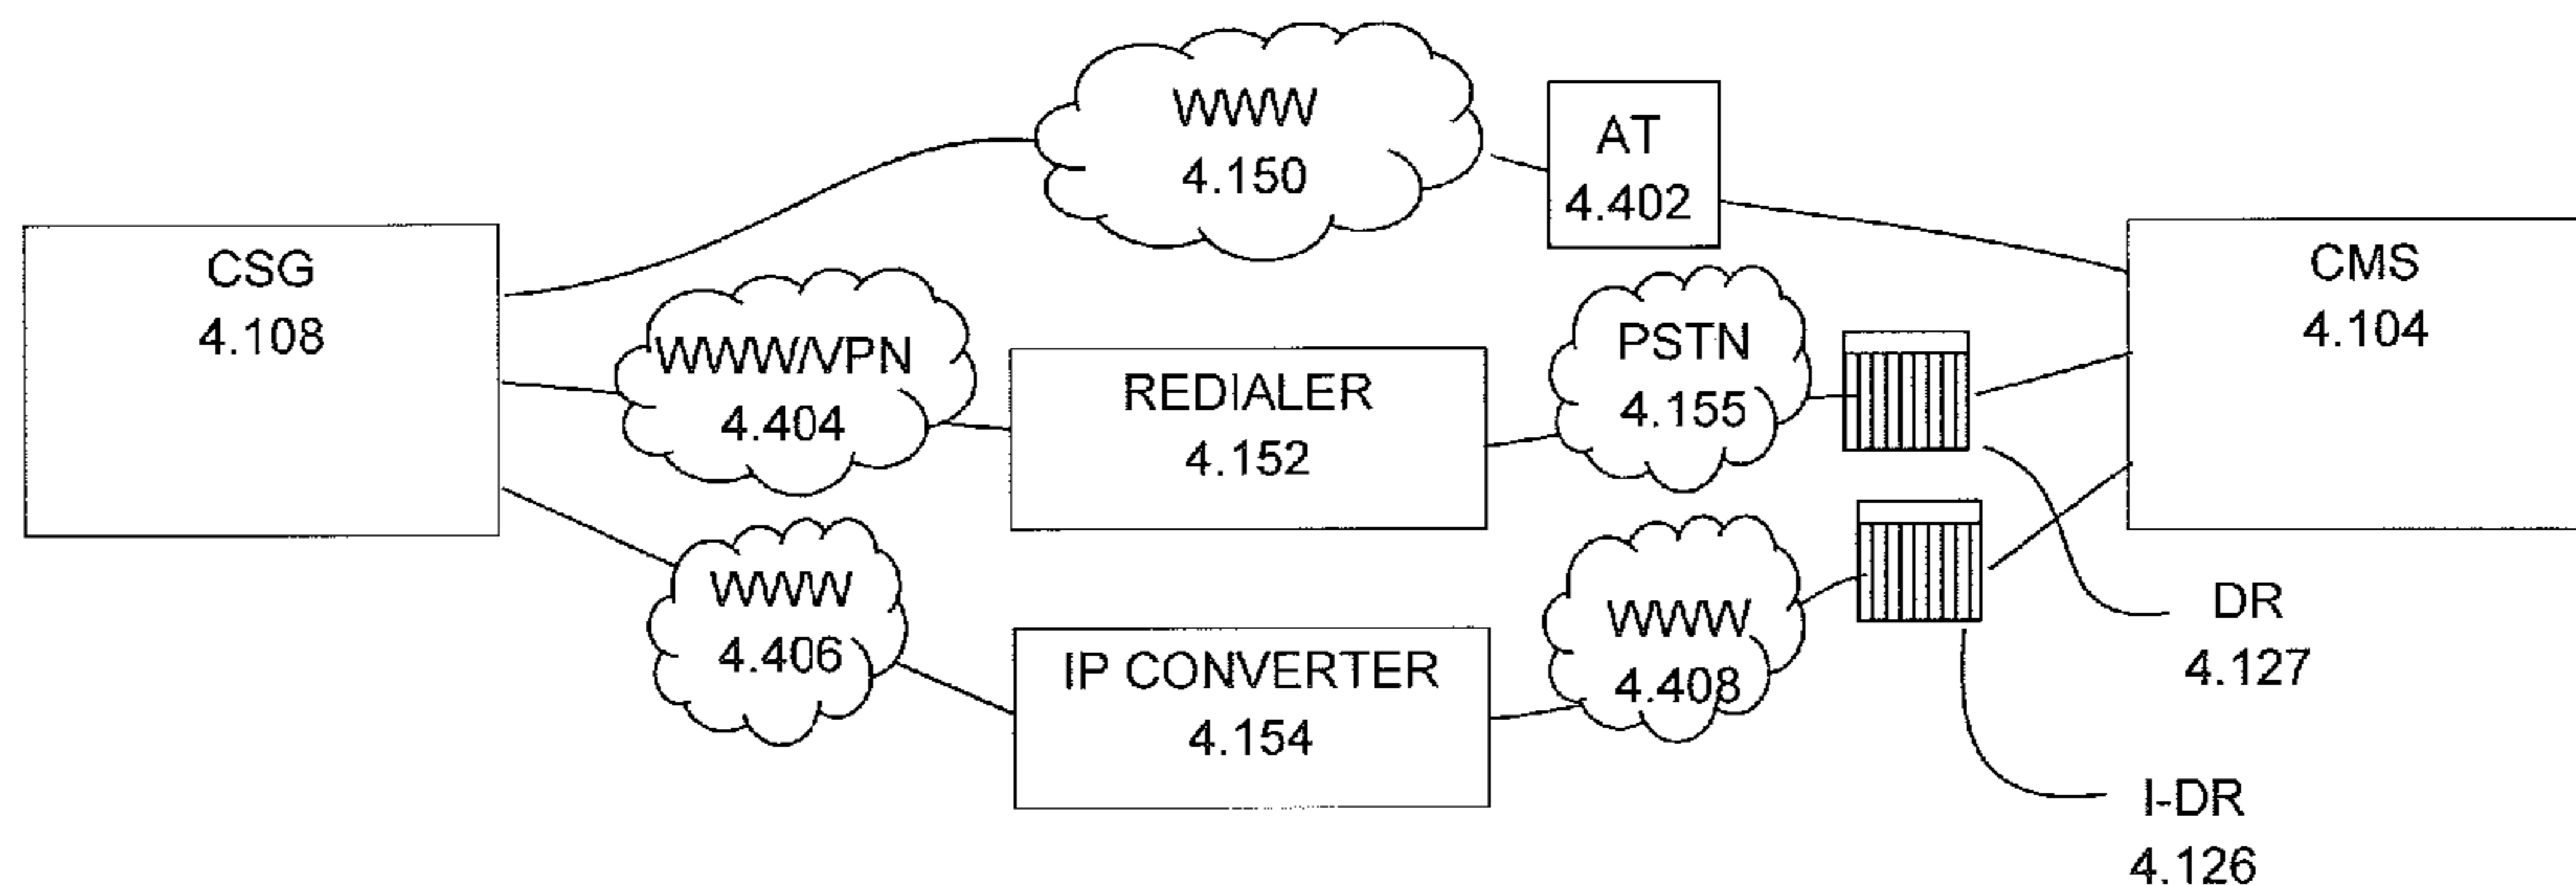 WWW
4.150
AT
4.402
CSG
4.108
WWW/VPN
4.404
REDIALER
4.152
PSTN
4.155
CMS
4.104
WWW
4.406
IP CONVERTER
4.154
WWW
4.408
DR
4.127
I-DR
4.126